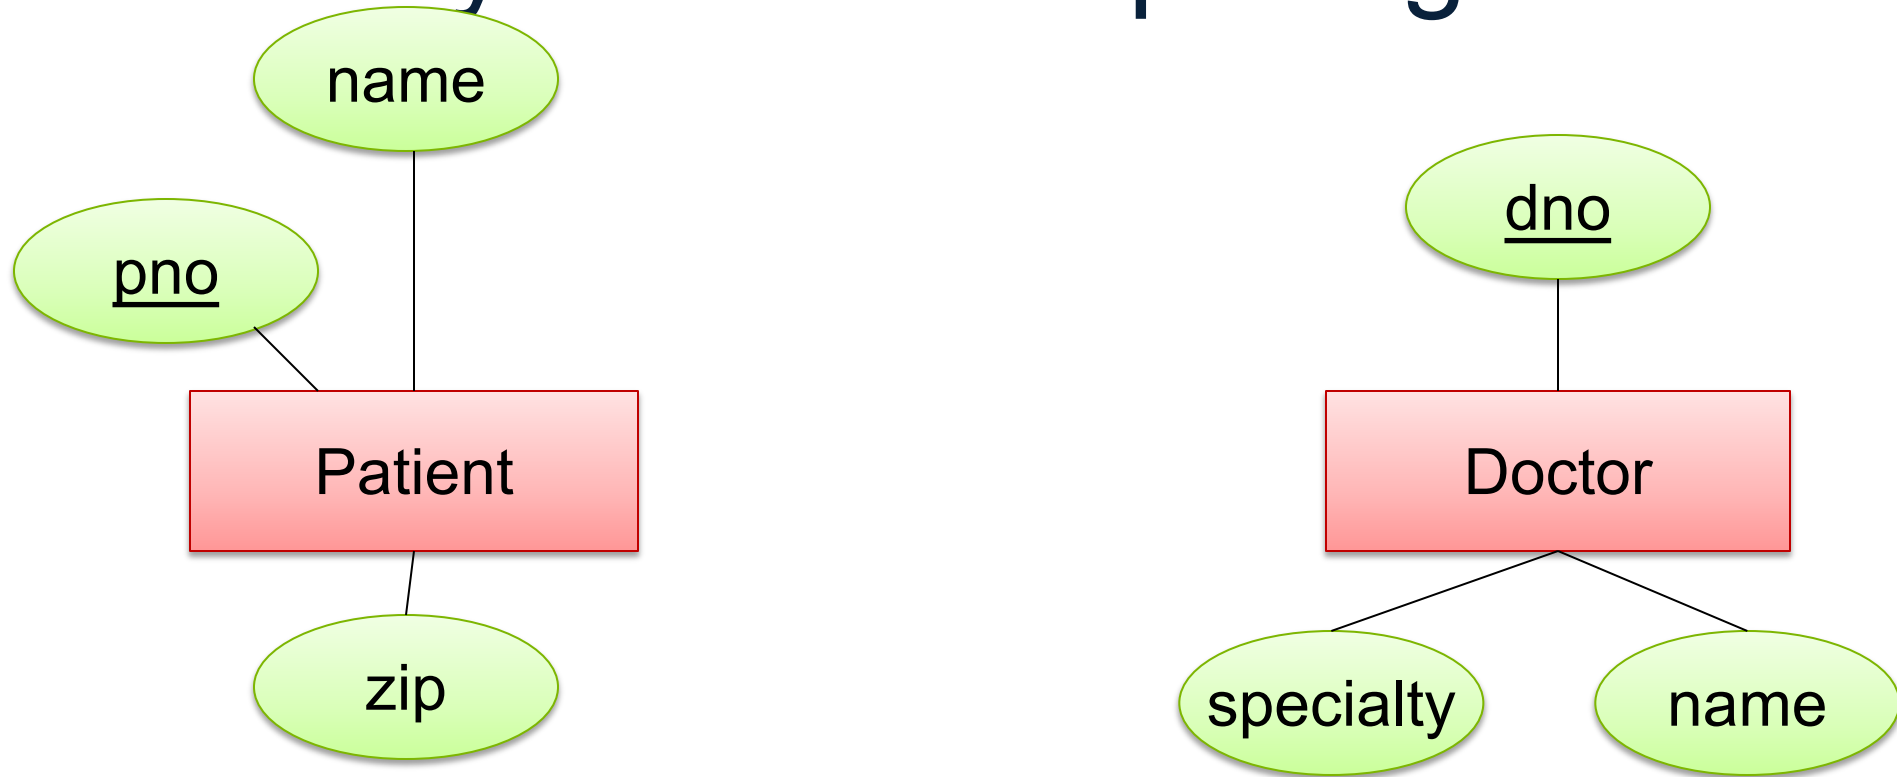 name
dno
pno
Patient
Doctor
zip
specialty
name